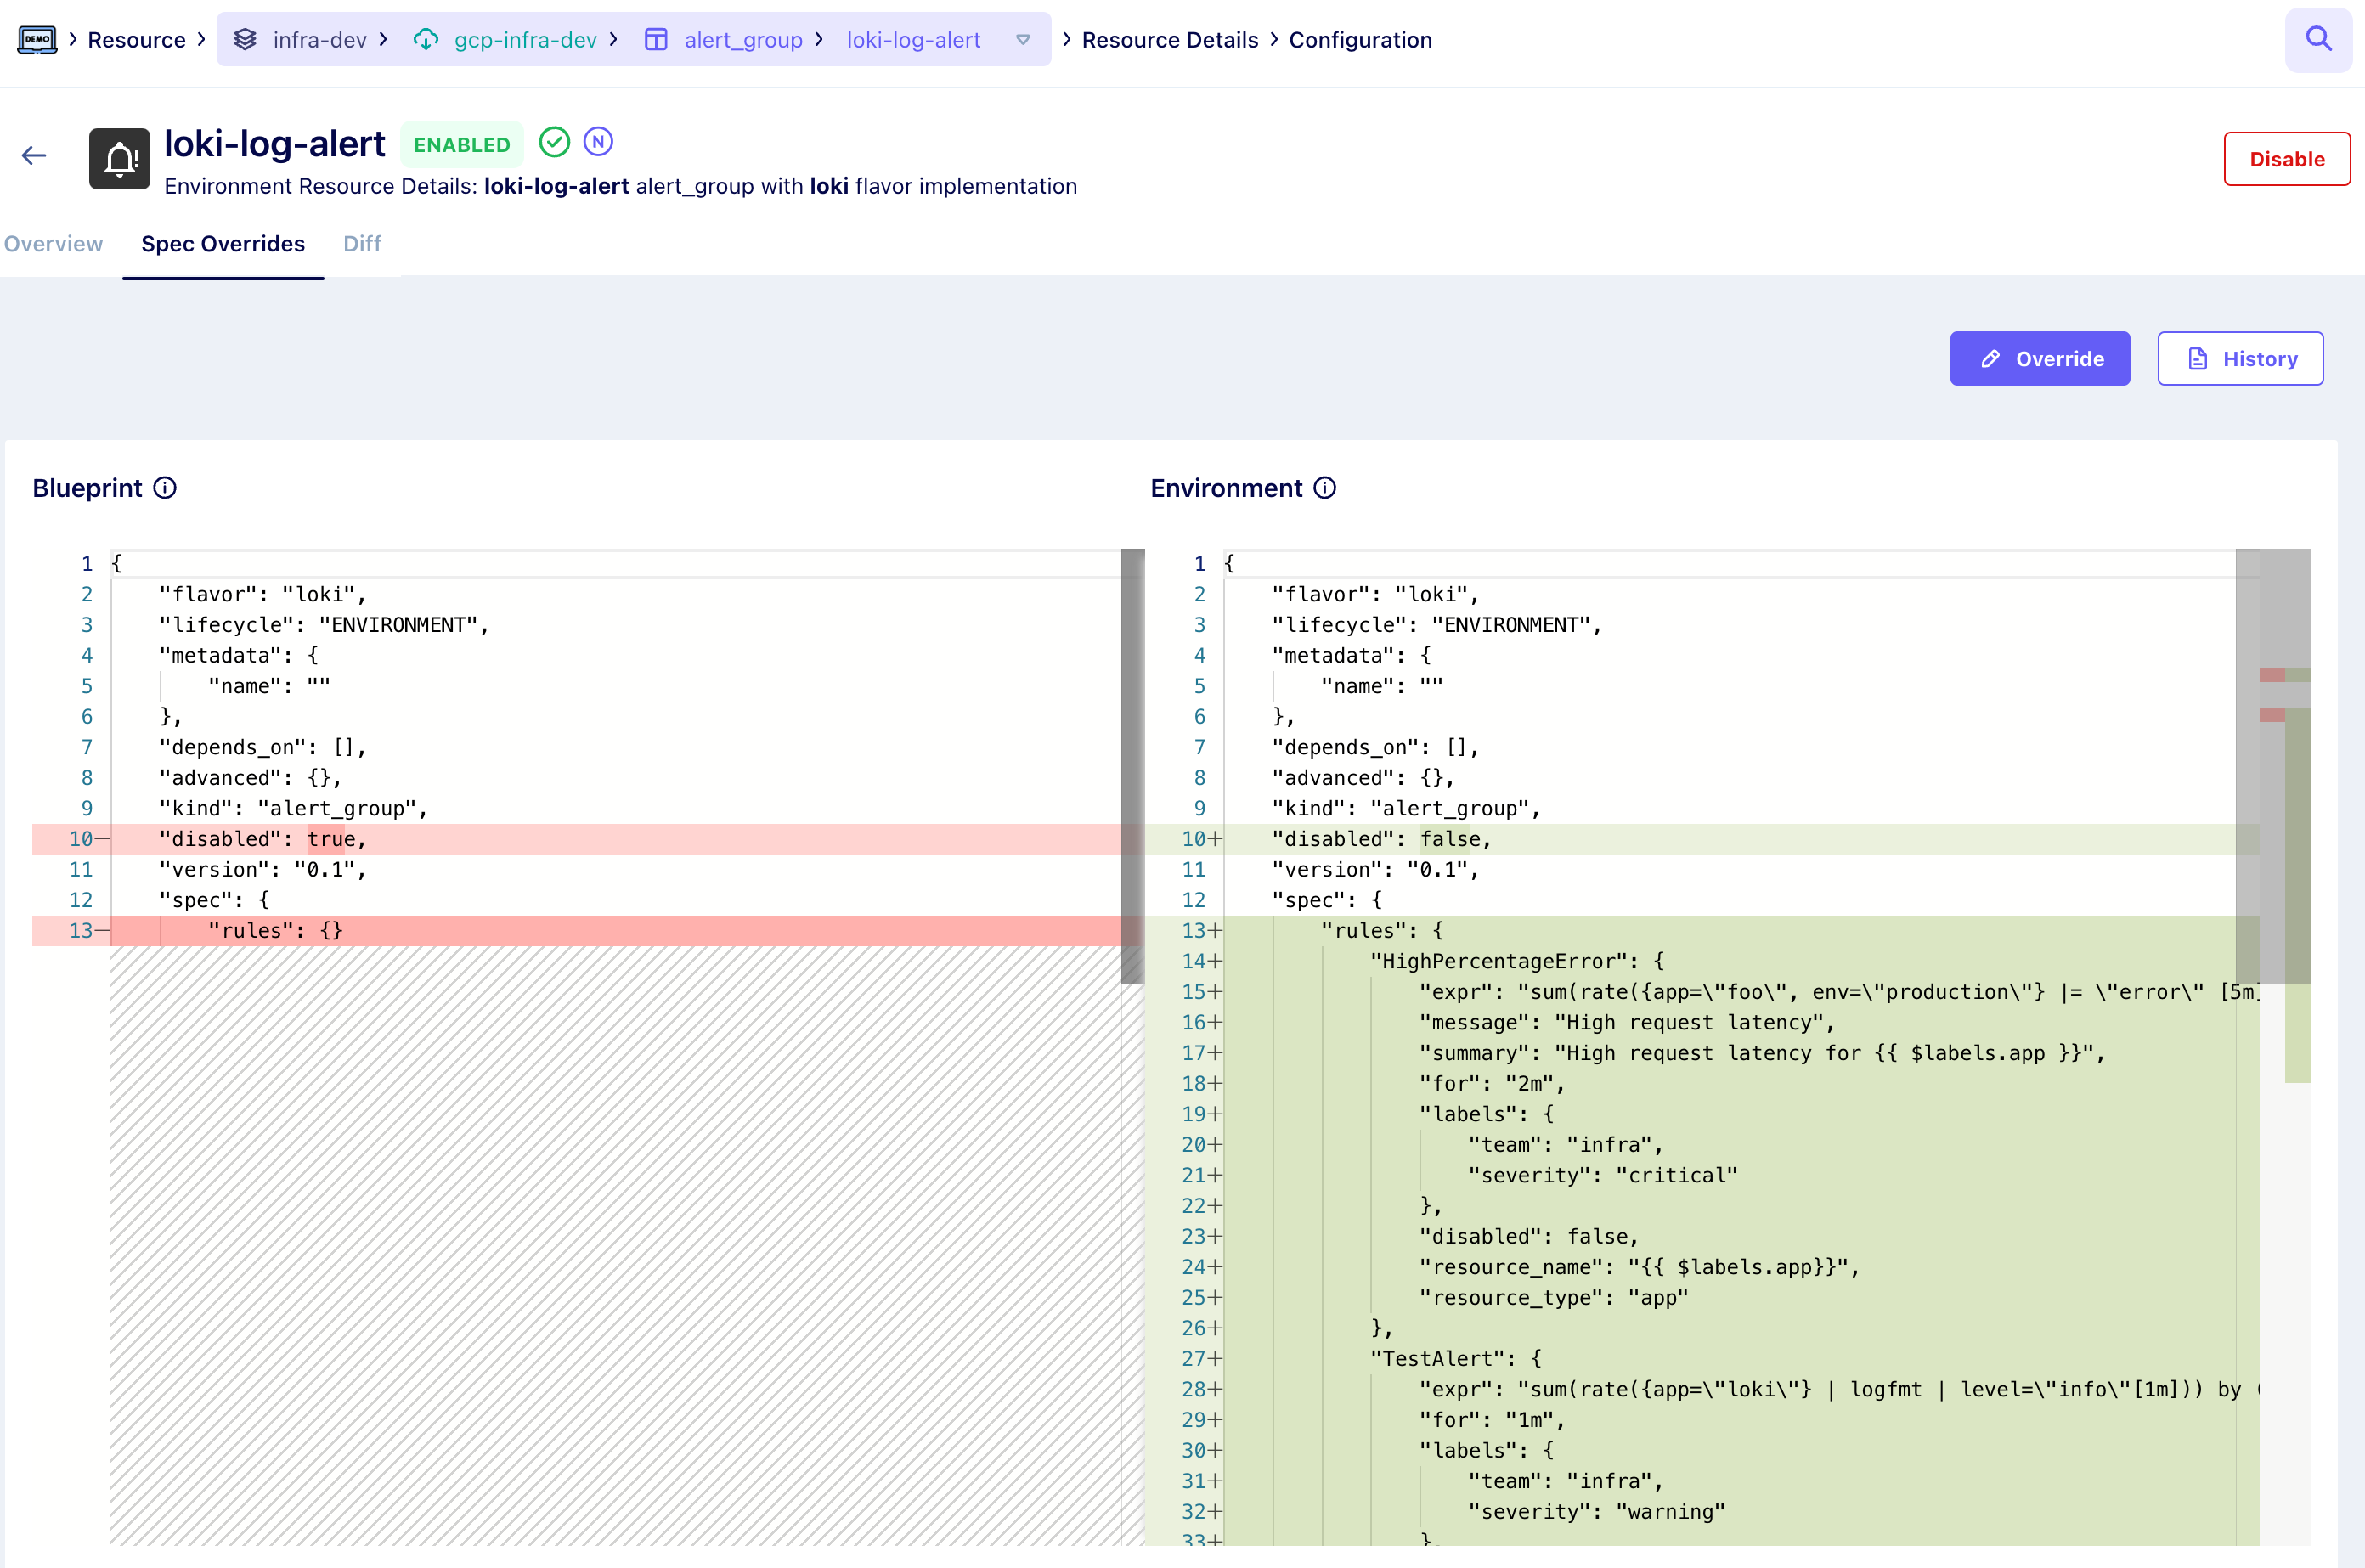 DEMO > Resource > infra-dev > gcp-infra-dev > alert_group > loki-log-alert > Resource Details > Configuration
loki-log-alert ENABLED N
Disable
Environment Resource Details: loki-log-alert alert_group with loki flavor implementation
Overview Spec Overrides Diff
Override History
Blueprint
1 {
2 "flavor": "loki",
3 "lifecycle": "ENVIRONMENT",
4 "metadata": {
5 "name": ""
6 },
7 "depends_on": [],
8 "advanced": {},
9 "kind": "alert_group",
10— "disabled": true,
11 "version": "0.1",
12 "spec": {
13— "rules": {}
Environment
1 {
2 "flavor": "loki",
3 "lifecycle": "ENVIRONMENT",
4 "metadata": {
5 "name": ""
6 },
7 "depends_on": [],
8 "advanced": {},
9 "kind": "alert_group",
10+ "disabled": false,
11 "version": "0.1",
12 "spec": {
13+ "rules": {
14+ "HighPercentageError": {
15+ "expr": "sum(rate({app=\"foo\", env=\"production\"} |= \"error\" [5m]
16+ "message": "High request latency",
17+ "summary": "High request latency for {{ $labels.app }}",
18+ "for": "2m",
19+ "labels": {
20+ "team": "infra",
21+ "severity": "critical"
22+ },
23+ "disabled": false,
24+ "resource_name": "{{ $labels.app}}",
25+ "resource_type": "app"
26+ },
27+ "TestAlert": {
28+ "expr": "sum(rate({app=\"loki\"} | logfmt | level=\"info\"[1m])) by (
29+ "for": "1m",
30+ "labels": {
31+ "team": "infra",
32+ "severity": "warning"
33+ },